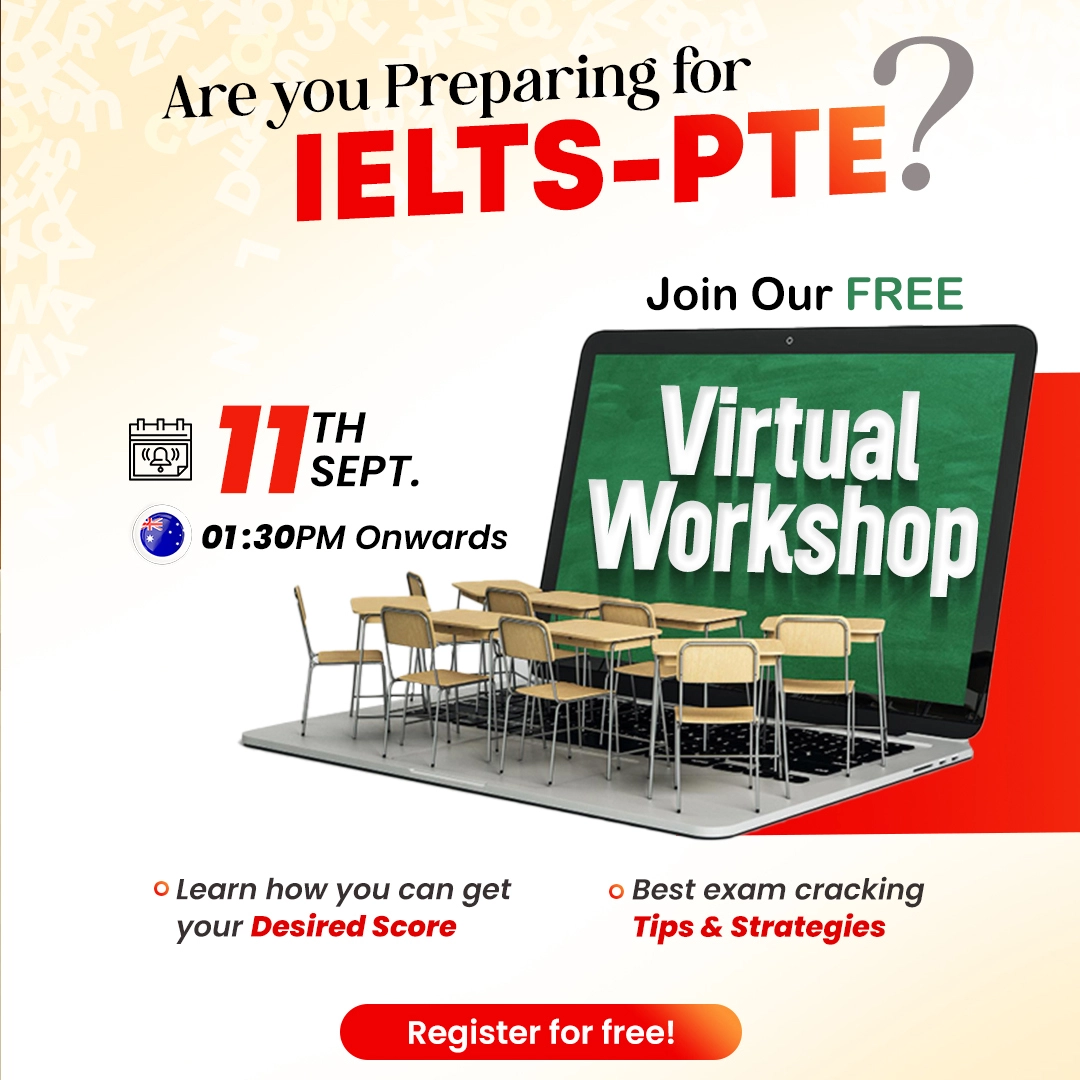 Are you Preparing for
IELTS-PTE?
Join Our FREE
Virtual
Workshop
11TH
SEPT.
01:30PM Onwards
Learn how you can get
your Desired Score
Best exam cracking
Tips & Strategies
Register for free!